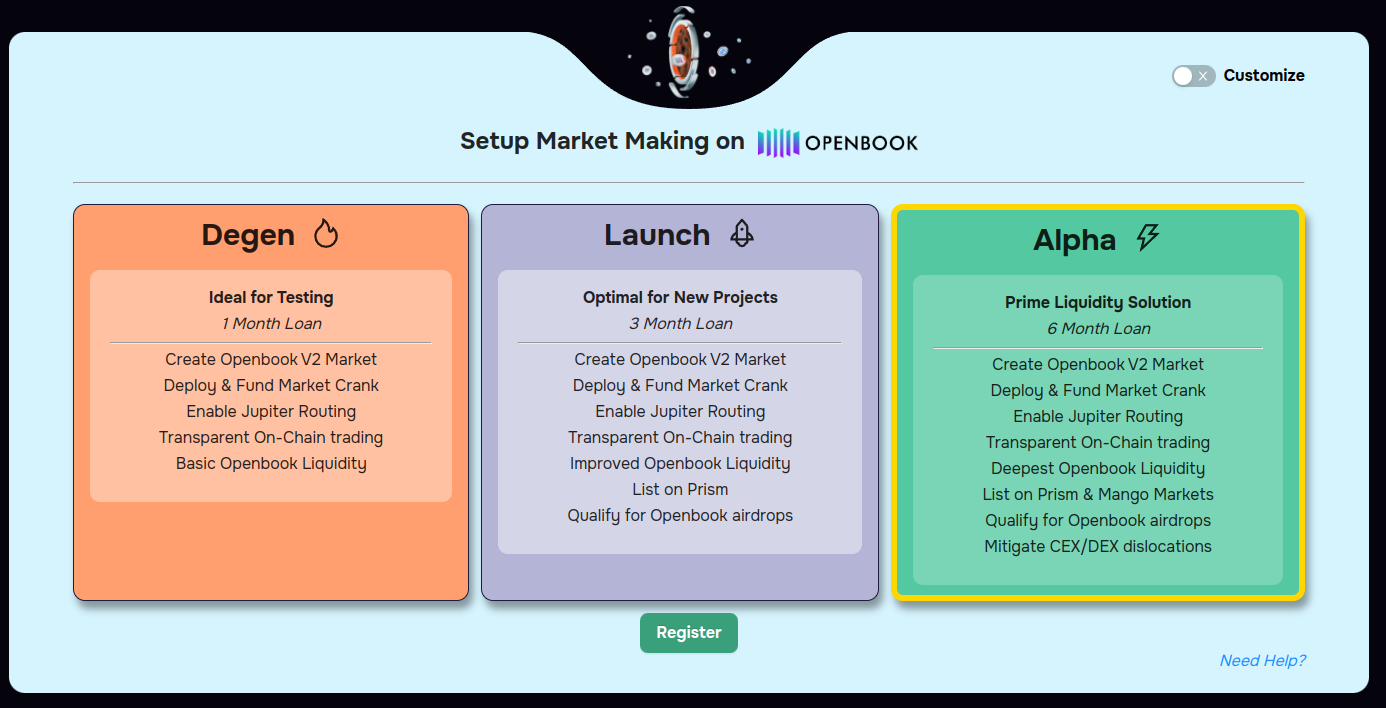 Customize
Setup Market Making on OPENBOOK
Degen
Ideal for Testing
1 Month Loan
Create Openbook V2 Market
Deploy & Fund Market Crank
Enable Jupiter Routing
Transparent On-Chain trading
Basic Openbook Liquidity
Launch
Optimal for New Projects
3 Month Loan
Create Openbook V2 Market
Deploy & Fund Market Crank
Enable Jupiter Routing
Transparent On-Chain trading
Improved Openbook Liquidity
List on Prism
Qualify for Openbook airdrops
Alpha
Prime Liquidity Solution
6 Month Loan
Create Openbook V2 Market
Deploy & Fund Market Crank
Enable Jupiter Routing
Transparent On-Chain trading
Deepest Openbook Liquidity
List on Prism & Mango Markets
Qualify for Openbook airdrops
Mitigate CEX/DEX dislocations
Register
Need Help?